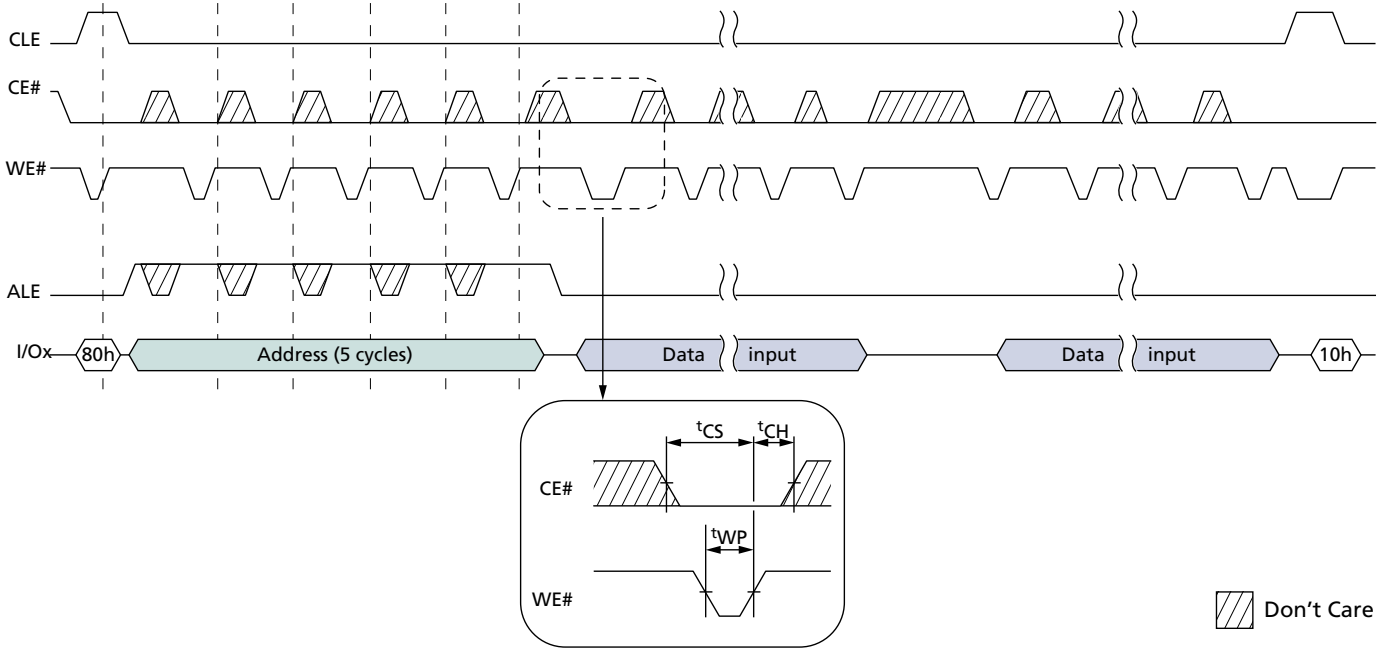 CLE
CE#
WE#
ALE
I/Ox
80h
Address (5 cycles)
Data input
Data input
10h
tCS
tCH
CE#
tWP
WE#
Don't Care